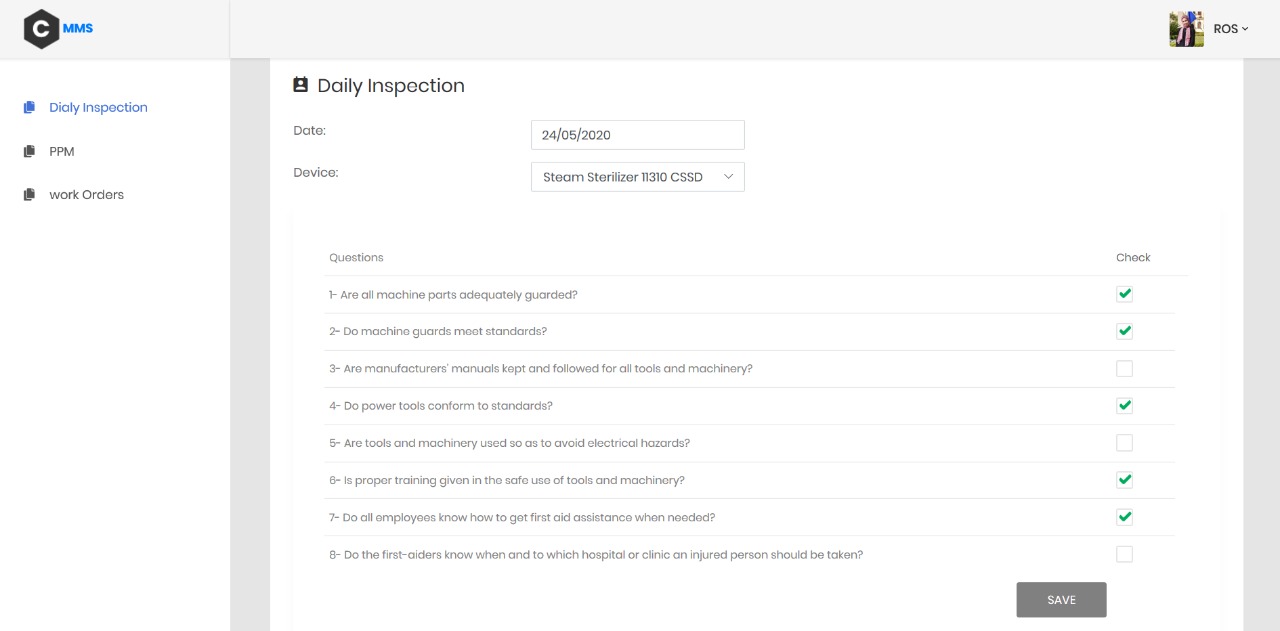 C MMS
ROS
Dialy Inspection
PPM
work Orders
Daily Inspection
Date:
24/05/2020
Device:
Steam Sterilizer 11310 CSSD
Questions Check
1- Are all machine parts adequately guarded?
2- Do machine guards meet standards?
3- Are manufacturers' manuals kept and followed for all tools and machinery?
4- Do power tools conform to standards?
5- Are tools and machinery used so as to avoid electrical hazards?
6- Is proper training given in the safe use of tools and machinery?
7- Do all employees know how to get first aid assistance when needed?
8- Do the first-aiders know when and to which hospital or clinic an injured person should be taken?
SAVE